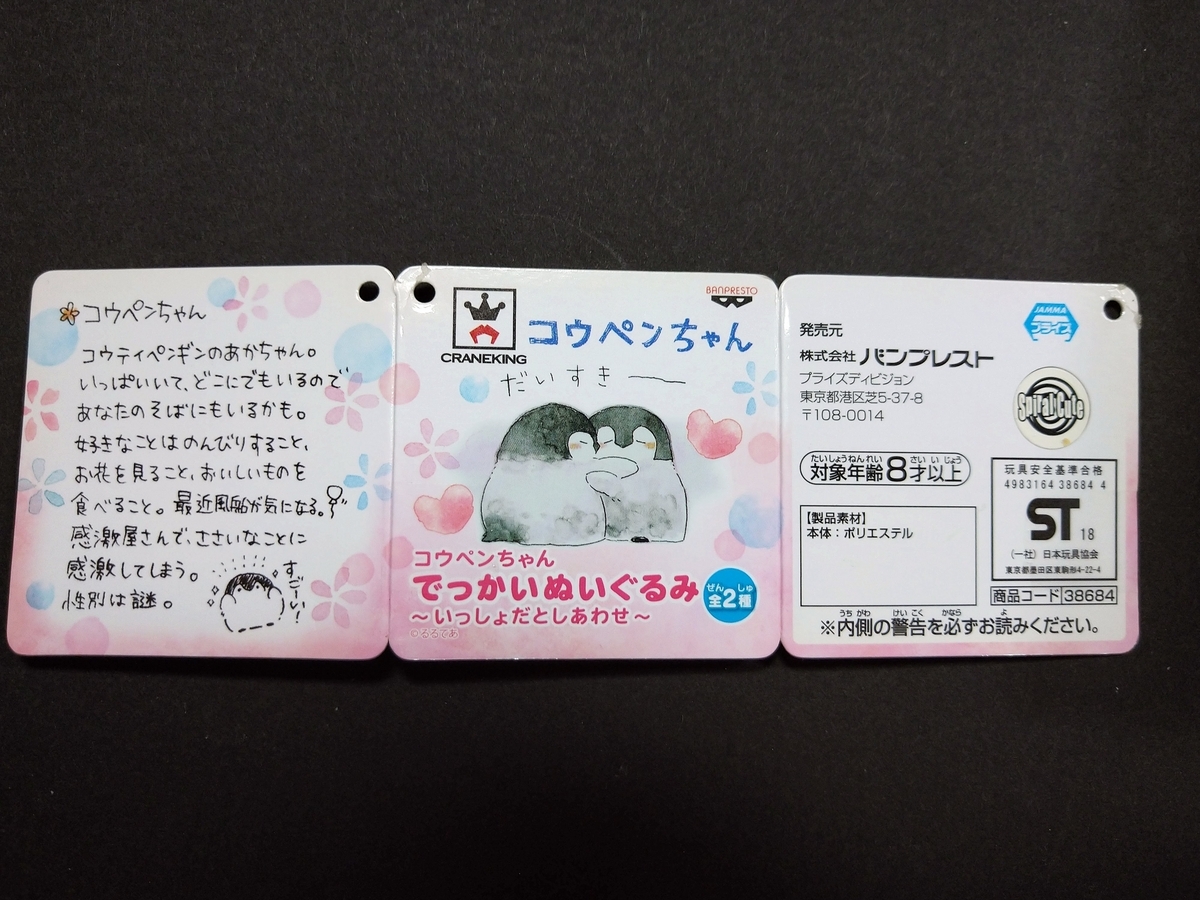 コウペンちゃん
コウテイペンギンのあかちゃん。
いっぱいいて、どこにでもいるので
あなたのそばにもいるかも。
好きなことはのんびりすること、
お花を見ること、おいしいものを
食べること。最近風船が気になる。
感激屋さんで、ささいなことに
感激してしまう。
性別は謎。
すごーい!
CRANEKING
BANPRESTO
コウペンちゃん
だいすきー
コウペンちゃん
でっかいぬいぐるみ
ぜん しゅ
全2種
~いっしょだとしあわせ~
©るるてあ
JAMMA
プライズ
発売元
株式会社 バンプレスト
プライズディビジョン
東京都港区芝5-37-8
〒108-0014
SpiralCute
たいしょうねんれい さい い じょう
対象年齢8才以上
【製品素材】
本体:ポリエステル
玩具安全基準合格
4983164 38684 4
ST 18
(一社)日本玩具協会
東京都墨田区東駒形4-22-4
商品コード 38684
うち がわ けい こく かなら よ
※内側の警告を必ずお読みください。